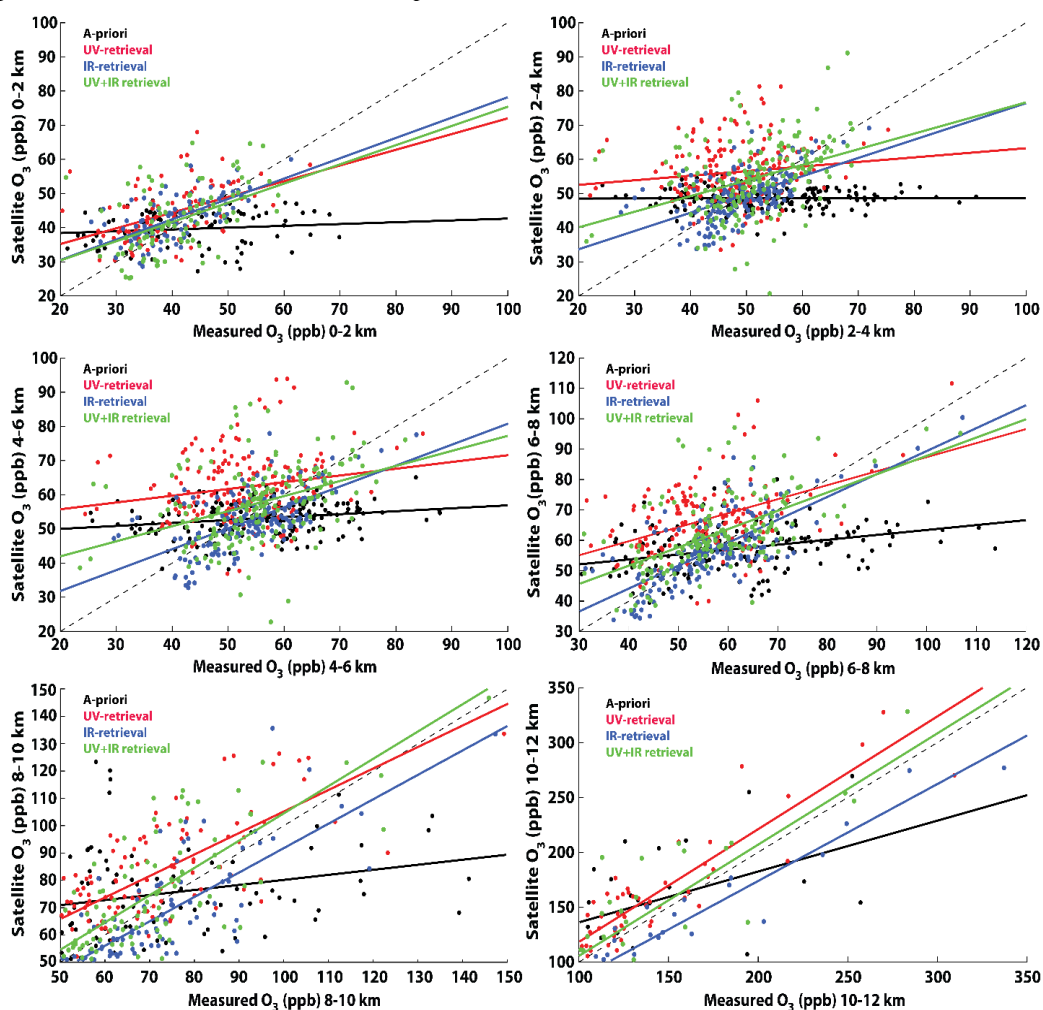 A-priori
UV-retrieval
IR-retrieval
UV+IR retrieval
Satellite O3 (ppb) 0-2 km
100
90
80
70
60
50
40
30
20
20 30 40 50 60 70 80 90 100
Measured O3 (ppb) 0-2 km
A-priori
UV-retrieval
IR-retrieval
UV+IR retrieval
Satellite O3 (ppb) 2-4 km
100
90
80
70
60
50
40
30
20
20 30 40 50 60 70 80 90 100
Measured O3 (ppb) 2-4 km
A-priori
UV-retrieval
IR-retrieval
UV+IR retrieval
Satellite O3 (ppb) 4-6 km
100
90
80
70
60
50
40
30
20
20 30 40 50 60 70 80 90 100
Measured O3 (ppb) 4-6 km
A-priori
UV-retrieval
IR-retrieval
UV+IR retrieval
Satellite O3 (ppb) 6-8 km
120
110
100
90
80
70
60
50
40
30
30 40 50 60 70 80 90 100 110 120
Measured O3 (ppb) 6-8 km
A-priori
UV-retrieval
IR-retrieval
UV+IR retrieval
Satellite O3 (ppb) 8-10 km
150
140
130
120
110
100
90
80
70
60
50
50 60 70 80 90 100 110 120 130 140 150
Measured O3 (ppb) 8-10 km
A-priori
UV-retrieval
IR-retrieval
UV+IR retrieval
Satellite O3 (ppb) 10-12 km
350
300
250
200
150
100
100 150 200 250 300 350
Measured O3 (ppb) 10-12 km